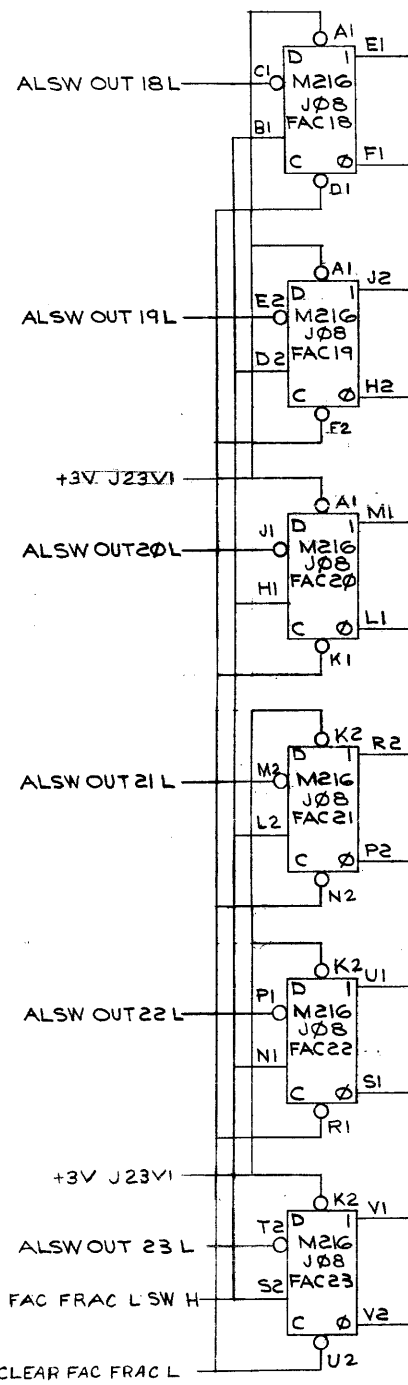 A1
E1
D 1
C1
ALSW OUT 18 L
M216
JØ8
B1
FAC18
F1
C Ø
D1
A1
J2
D 1
E2
ALSW OUT 19 L
M216
JØ8
FAC19
D2
H2
C Ø
F2
+3V J23V1
A1
M1
D 1
J1
ALSW OUT 2Ø L
M216
JØ8
FAC2Ø
H1
L1
C Ø
K1
K2
R2
D 1
M2
ALSW OUT 21 L
M216
JØ8
FAC21
L2
P2
C Ø
N2
K2
U1
D 1
P1
ALSW OUT 22 L
M216
JØ8
FAC22
N1
S1
C Ø
R1
+3V J23V1
K2
V1
D 1
T2
ALSW OUT 23 L
M216
JØ8
FAC23
S2
FAC FRAC L SW H
V2
C Ø
U2
CLEAR FAC FRAC L